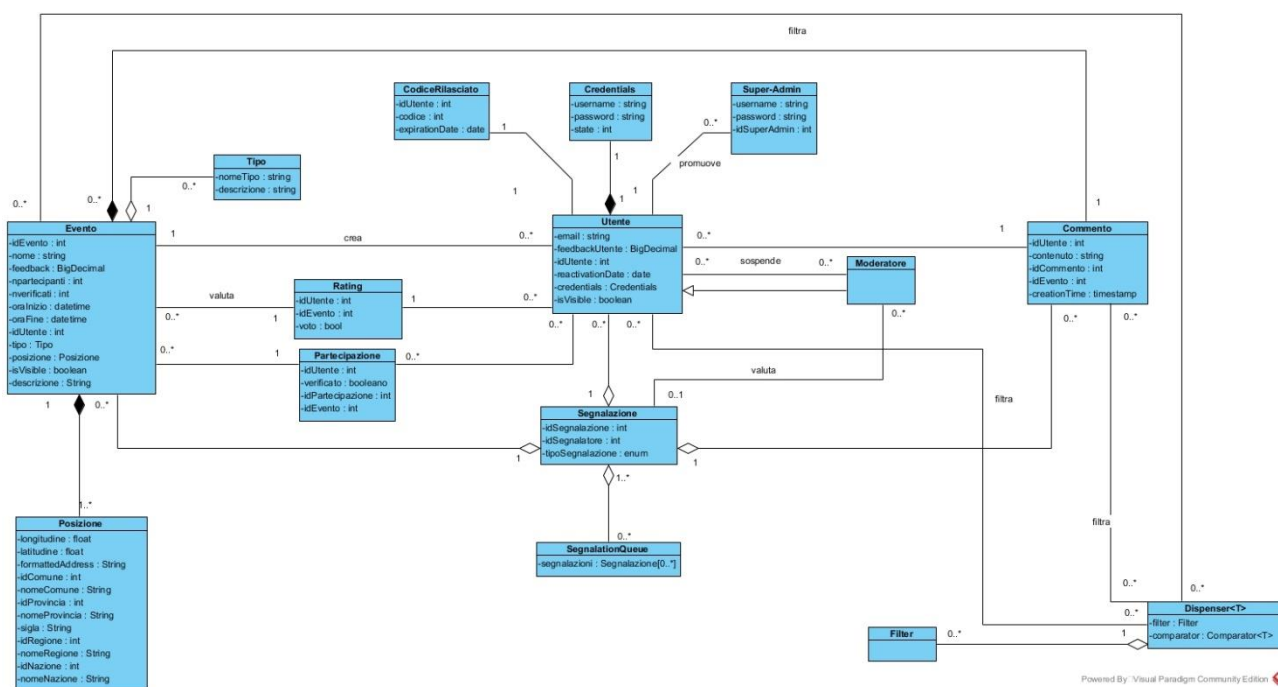 filtra
CodiceRilasciato
-idUtente : int
-codice : int
-expirationDate : date
1
1
Credentials
-username : string
-password : string
-state : int
1
1
Super-Admin
-username : string
-password : string
-idSuperAdmin : int
0..*
promuove
1
Tipo
-nomeTipo : string
-descrizione : string
0..*
1
0..*
0..*
1
Evento
-idEvento : int
-nome : string
-feedback : BigDecimal
-npartecipanti : int
-nverificati : int
-oraInizio : datetime
-oraFine : datetime
-idUtente : int
-tipo : Tipo
-posizione : Posizione
-isVisible : boolean
-descrizione : String
1
crea
0..*
Utente
-email : string
-feedbackUtente : BigDecimal
-idUtente : int
-reactivationDate : date
-credentials : Credentials
-isVisible : boolean
0..*
1
0..*
sospende
0..*
Moderatore
Commento
-idUtente : int
-contenuto : string
-idCommento : int
-idEvento : int
-creationTime : timestamp
valuta
0..*
1
Rating
-idUtente : int
-idEvento : int
-voto : bool
1
0..*
0..*
1
Partecipazione
-idUtente : int
-verificato : booleano
-idPartecipazione : int
-idEvento : int
0..*
0..*
0..*
0..*
0..*
0..*
0..*
valuta
0..1
1
1
0..*
1
1
Segnalazione
-idSegnalazione : int
-idSegnalatore : int
-tipoSegnalazione : enum
filtra
1..*
0..*
SegnalationQueue
-segnalazioni : Segnalazione[0..*]
1..*
Posizione
-longitudine : float
-latitudine : float
-formattedAddress : String
-idComune : int
-nomeComune : String
-idProvincia : int
-nomeProvincia : String
-sigla : String
-idRegione : int
-nomeRegione : String
-idNazione : int
-nomeNazione : String
filtra
0..*
0..*
0..*
Dispenser<T>
-filter : Filter
-comparator : Comparator<T>
Filter
0..*
1
Powered By Visual Paradigm Community Edition